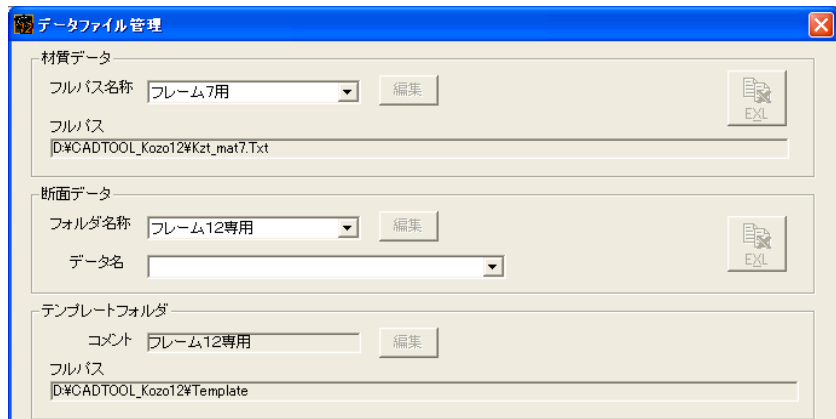 データファイル管理
材質データ
フルパス名称 フレーム7用 編集
EXL
フルパス
D:¥CADTOOL_Kozo12¥Kzt_mat7.Txt
断面データ
フォルダ名称 フレーム12専用 編集
EXL
データ名
テンプレートフォルダ
コメント フレーム12専用 編集
フルパス
D:¥CADTOOL_Kozo12¥Template